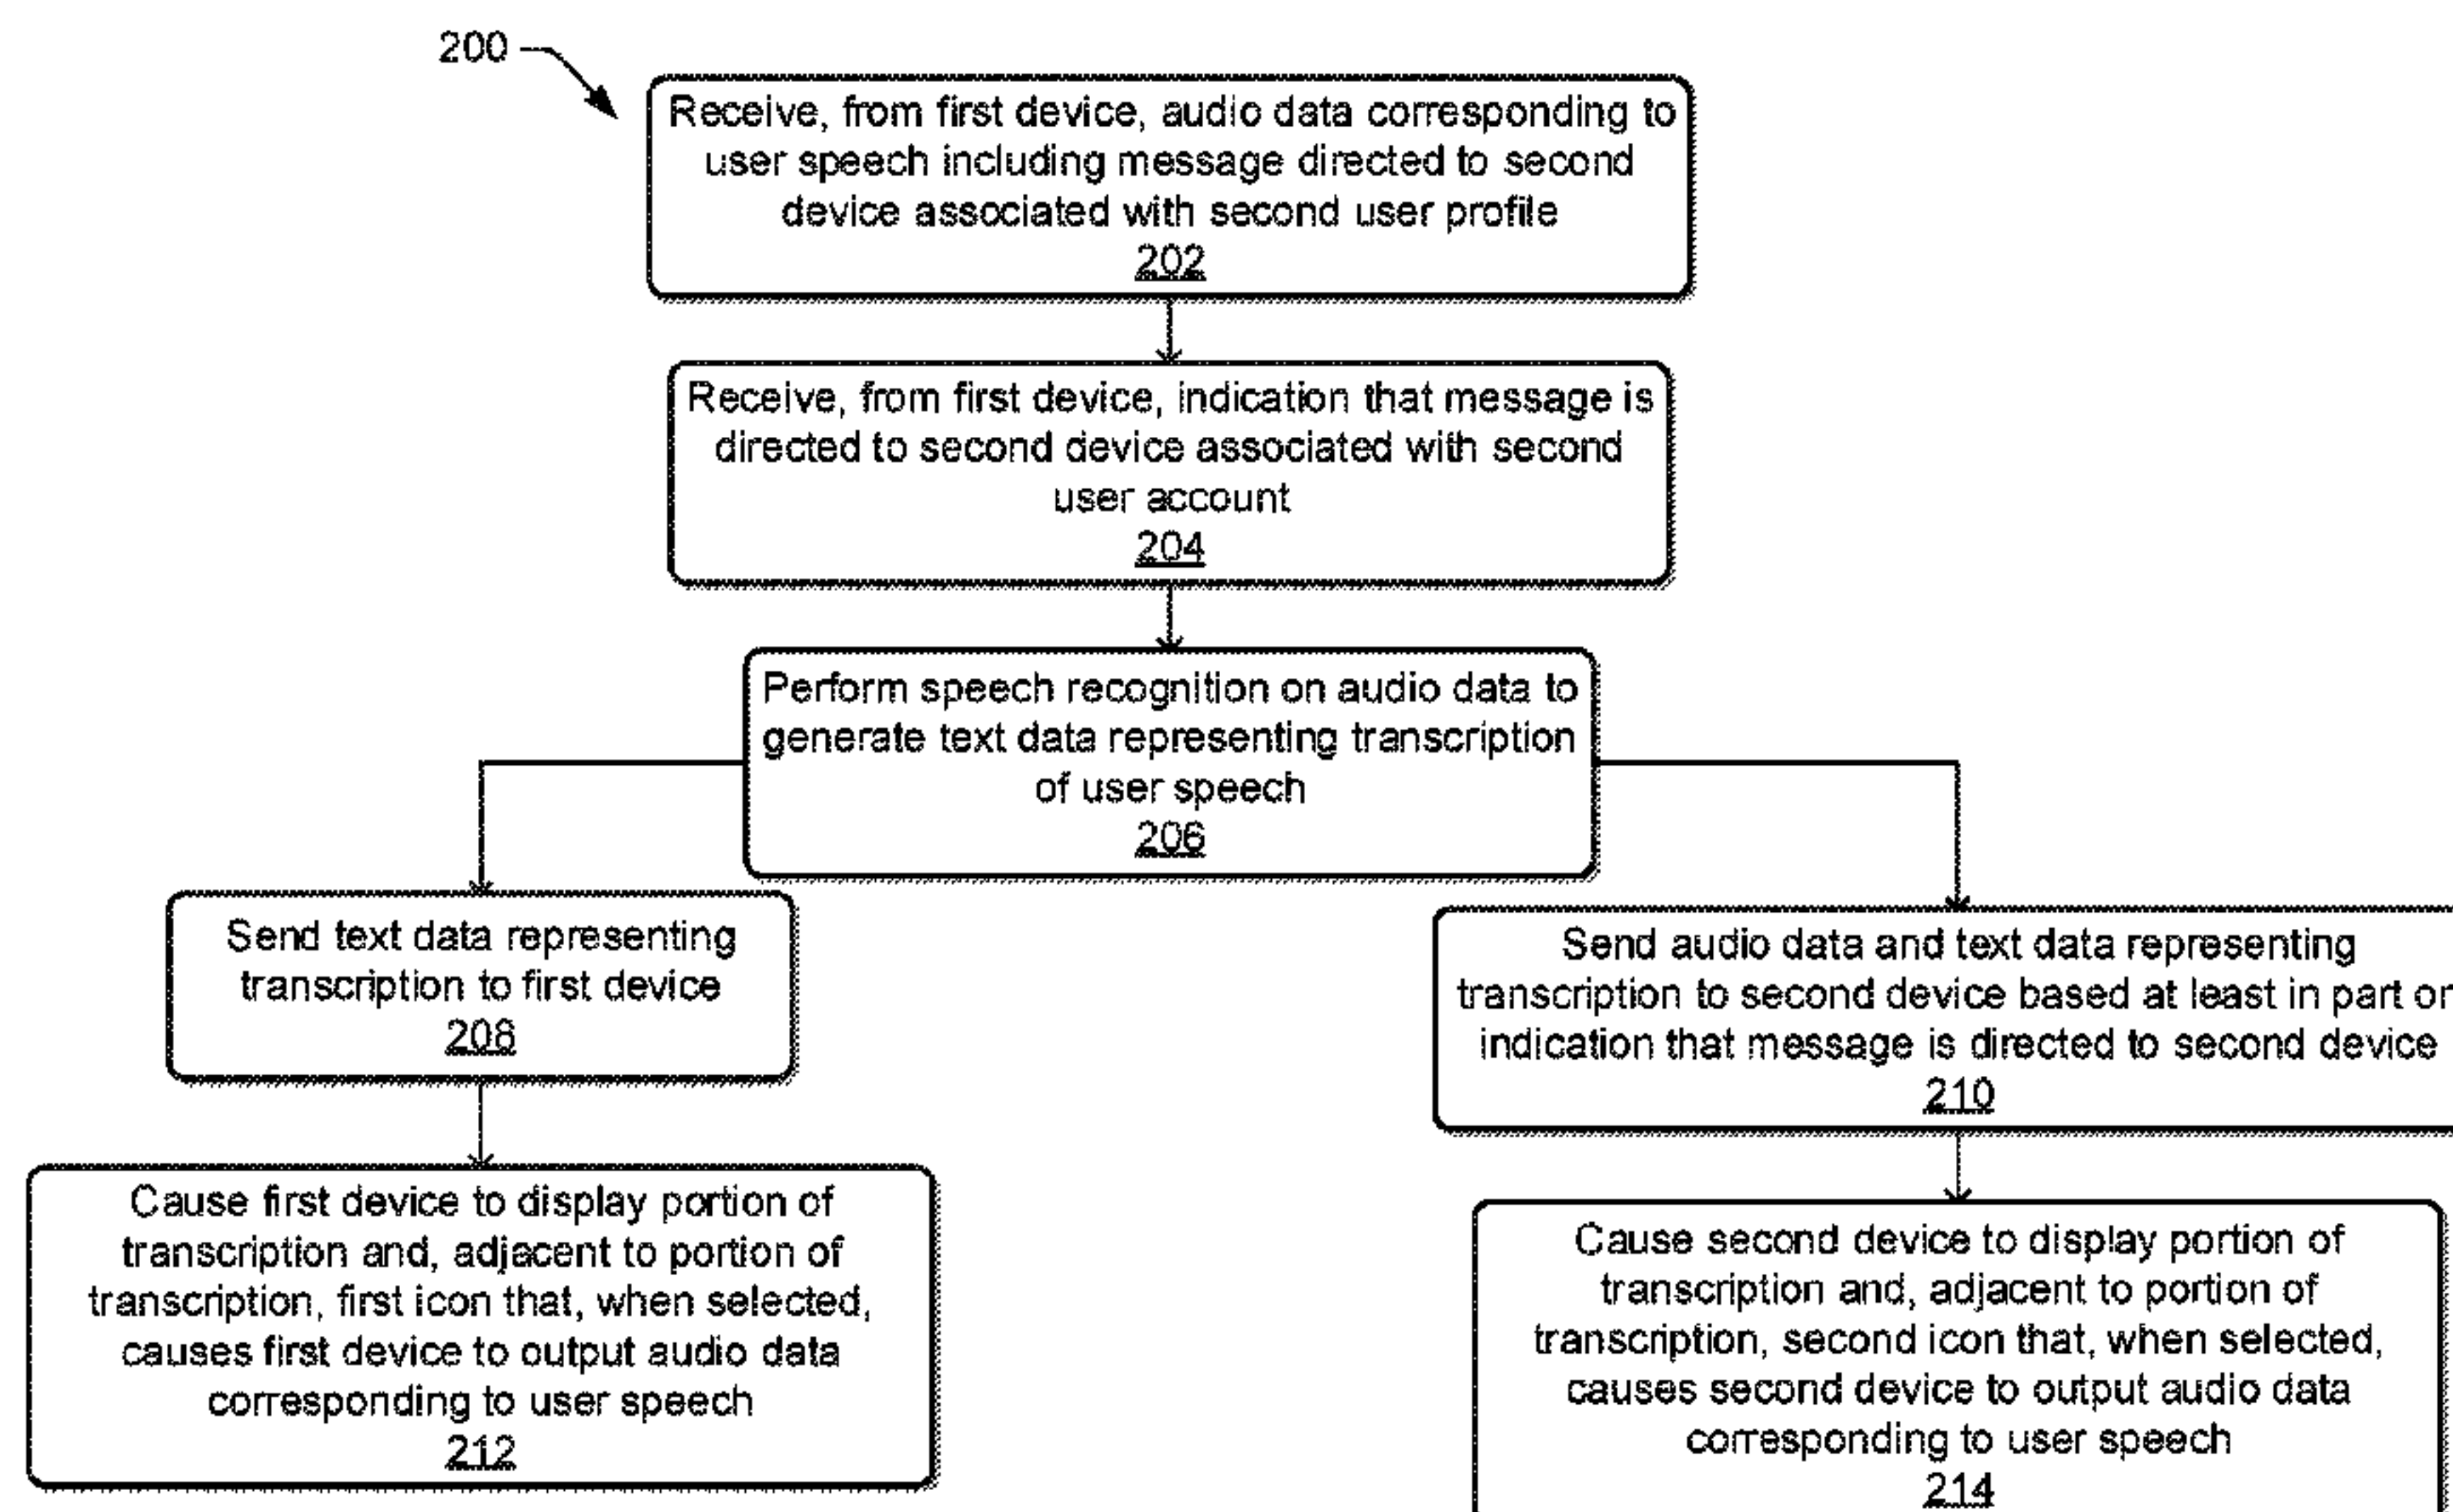 200
Receive, from first device, audio data corresponding to
user speech including message directed to second
device associated with second user profile
202
Receive, from first device, indication that message is
directed to second device associated with second
user account
204
Perform speech recognition on audio data to
generate text data representing transcription
of user speech
206
Send text data representing
transcription to first device
208
Send audio data and text data representing
transcription to second device based at least in part on
indication that message is directed to second device
210
Cause first device to display portion of
transcription and, adjacent to portion of
transcription, first icon that, when selected,
causes first device to output audio data
corresponding to user speech
212
Cause second device to display portion of
transcription and, adjacent to portion of
transcription, second icon that, when selected,
causes second device to output audio data
corresponding to user speech
214